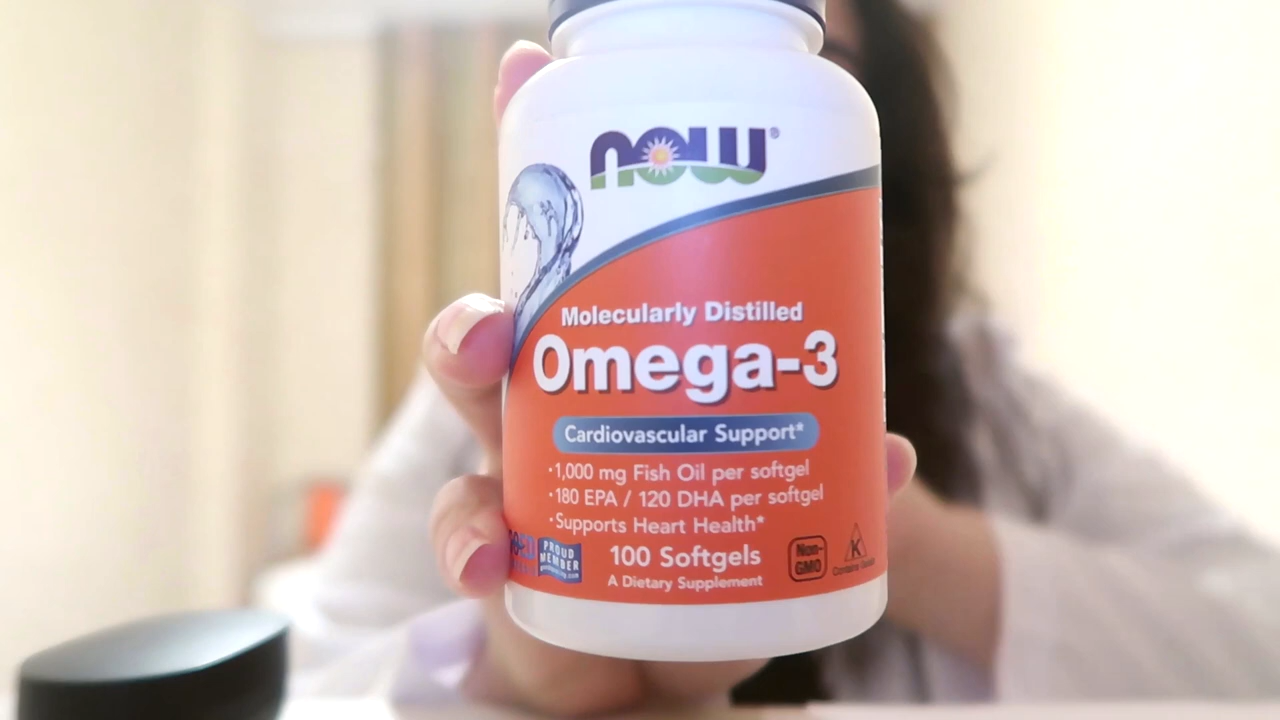 NOW®
Molecularly Distilled
Omega-3
Cardiovascular Support*
• 1,000 mg Fish Oil per softgel
• 180 EPA / 120 DHA per softgel
• Supports Heart Health*
100 Softgels
A Dietary Supplement
PROUD
MEMBER
Non-
GMO
K
Contains